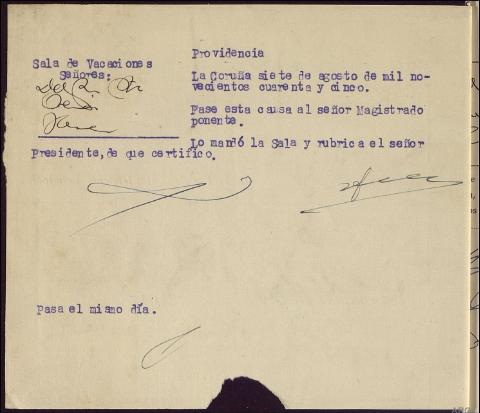 Sala de Vacaciones
Señores:
Providencia
La Coruña siete de agosto de mil no-
vecientos cuarenta y cinco.
Pase esta causa al señor Magistrado
ponente.
Lo mandó la Sala y rubrica el señor
Presidente,de que certifico.
pasa el mismo día.